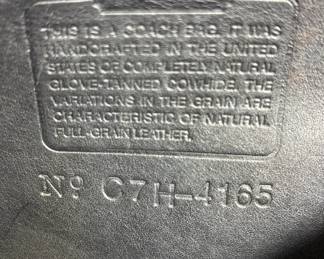 THIS IS A COACH BAG. IT WAS
HANDCRAFTED IN THE UNITED
STATES OF COMPLETELY NATURAL
GLOVE-TANNED COWHIDE. THE
VARIATIONS IN THE GRAIN ARE
CHARACTERISTIC OF NATURAL
FULL-GRAIN LEATHER.
Nº C7H-4165